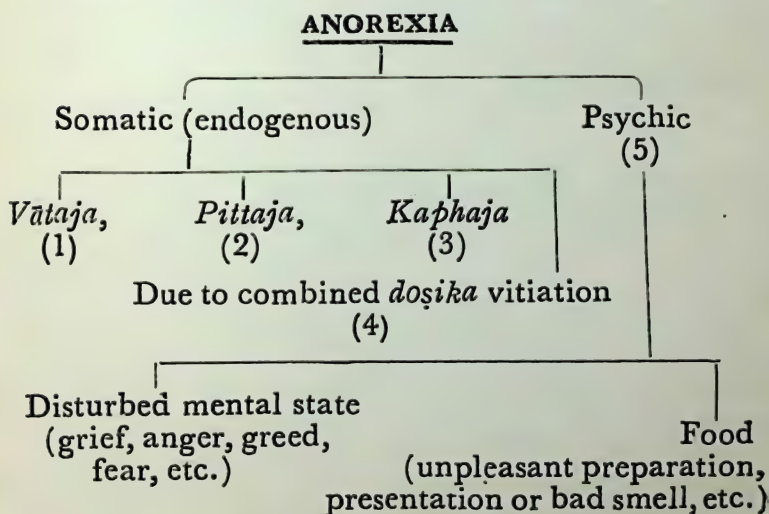 ANOREXIA
Somatic (endogenous)
Psychic
(5)
Vātaja,
(1)
Pittaja,
(2)
Kaphaja
(3)
Due to combined doṣika vitiation
(4)
Disturbed mental state
(grief, anger, greed,
fear, etc.)
Food
(unpleasant preparation,
presentation or bad smell, etc.)